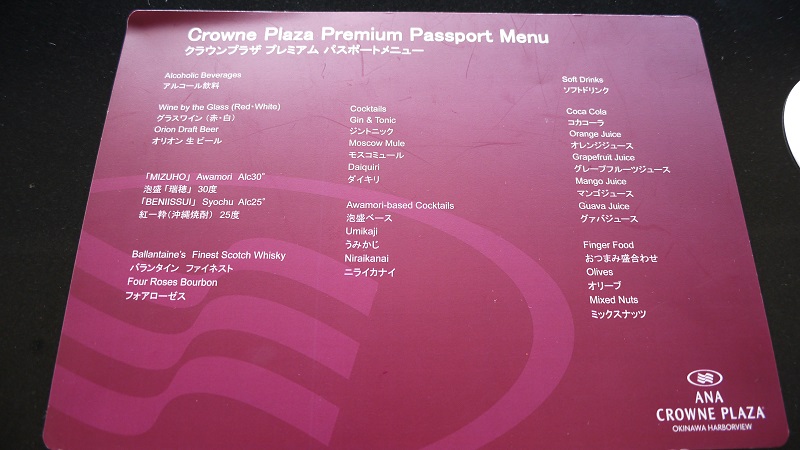 Crowne Plaza Premium Passport Menu
クラウンプラザ プレミアム パスポートメニュー
Alcoholic Beverages
アルコール飲料
Wine by the Glass (Red・White)
グラスワイン (赤・白)
Orion Draft Beer
オリオン 生 ビール
「MIZUHO」 Awamori Alc30°
泡盛「瑞穂」 30度
「BENIISSUI」 Syochu Alc25°
紅一粋(沖縄焼酎) 25度
Ballantaine's Finest Scotch Whisky
バランタイン ファイネスト
Four Roses Bourbon
フォアローゼス
Cocktails
Gin & Tonic
ジントニック
Moscow Mule
モスコミュール
Daiquiri
ダイキリ
Awamori-based Cocktails
泡盛ベース
Umikaji
うみかじ
Niraikanai
ニライカナイ
Soft Drinks
ソフトドリンク
Coca Cola
コカコーラ
Orange Juice
オレンジジュース
Grapefruit Juice
グレープフルーツジュース
Mango Juice
マンゴジュース
Guava Juice
グァバジュース
Finger Food
おつまみ盛合わせ
Olives
オリーブ
Mixed Nuts
ミックスナッツ
ANA
CROWNE PLAZA
OKINAWA HARBORVIEW